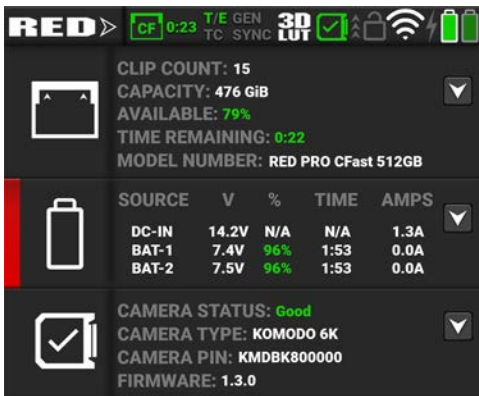 RED CF 0:23 T/E GEN 3D
TC SYNC LUT
CLIP COUNT: 15
CAPACITY: 476 GiB
AVAILABLE: 79%
TIME REMAINING: 0:22
MODEL NUMBER: RED PRO CFast 512GB
SOURCE V % TIME AMPS
DC-IN 14.2V N/A N/A 1.3A
BAT-1 7.4V 96% 1:53 0.0A
BAT-2 7.5V 96% 1:53 0.0A
CAMERA STATUS: Good
CAMERA TYPE: KOMODO 6K
CAMERA PIN: KMDBK800000
FIRMWARE: 1.3.0